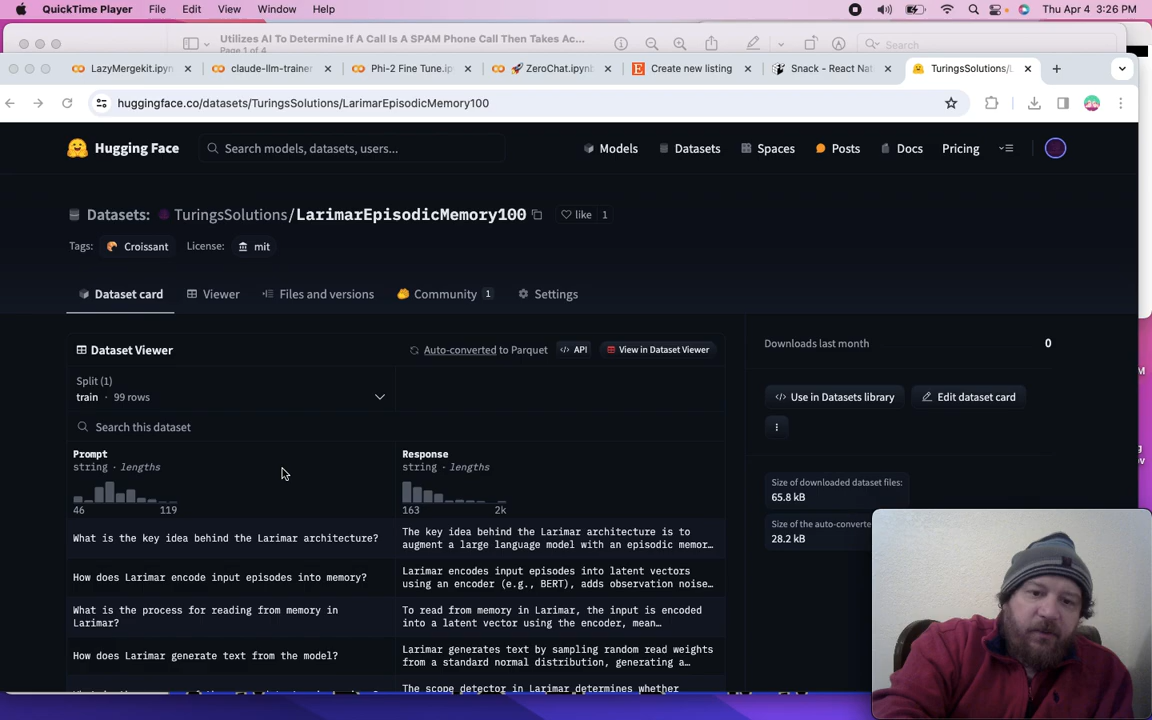 QuickTime Player File Edit View Window Help Thu Apr 4 3:26 PM
Utilizes AI To Determine If A Call Is A SPAM Phone Call Then Takes Ac...
Page 1 of 4
Search
LazyMergekit.ipynb
claude-llm-trainer
Phi-2 Fine Tune.ip
🚀 ZeroChat.ipynb
Create new listing
Snack - React Nat
TuringsSolutions/L
huggingface.co/datasets/TuringsSolutions/LarimarEpisodicMemory100
Hugging Face
Search models, datasets, users...
Models Datasets Spaces Posts Docs Pricing
Datasets: TuringsSolutions/LarimarEpisodicMemory100 like 1
Tags: Croissant License: mit
Dataset card Viewer Files and versions Community 1 Settings
Dataset Viewer Auto-converted to Parquet API View in Dataset Viewer
Split (1)
train · 99 rows
Search this dataset
Prompt
string · lengths
46 119
Response
string · lengths
163 2k
What is the key idea behind the Larimar architecture?
The key idea behind the Larimar architecture is to
augment a large language model with an episodic memor…
How does Larimar encode input episodes into memory?
Larimar encodes input episodes into latent vectors
using an encoder (e.g., BERT), adds observation noise…
What is the process for reading from memory in
Larimar?
To read from memory in Larimar, the input is encoded
into a latent vector using the encoder, mean…
How does Larimar generate text from the model?
Larimar generates text by sampling random read weights
from a standard normal distribution, generating a…
The scope detector in Larimar determines whether
Downloads last month 0
Use in Datasets library Edit dataset card
Size of downloaded dataset files:
65.8 kB
Size of the auto-converte
28.2 kB